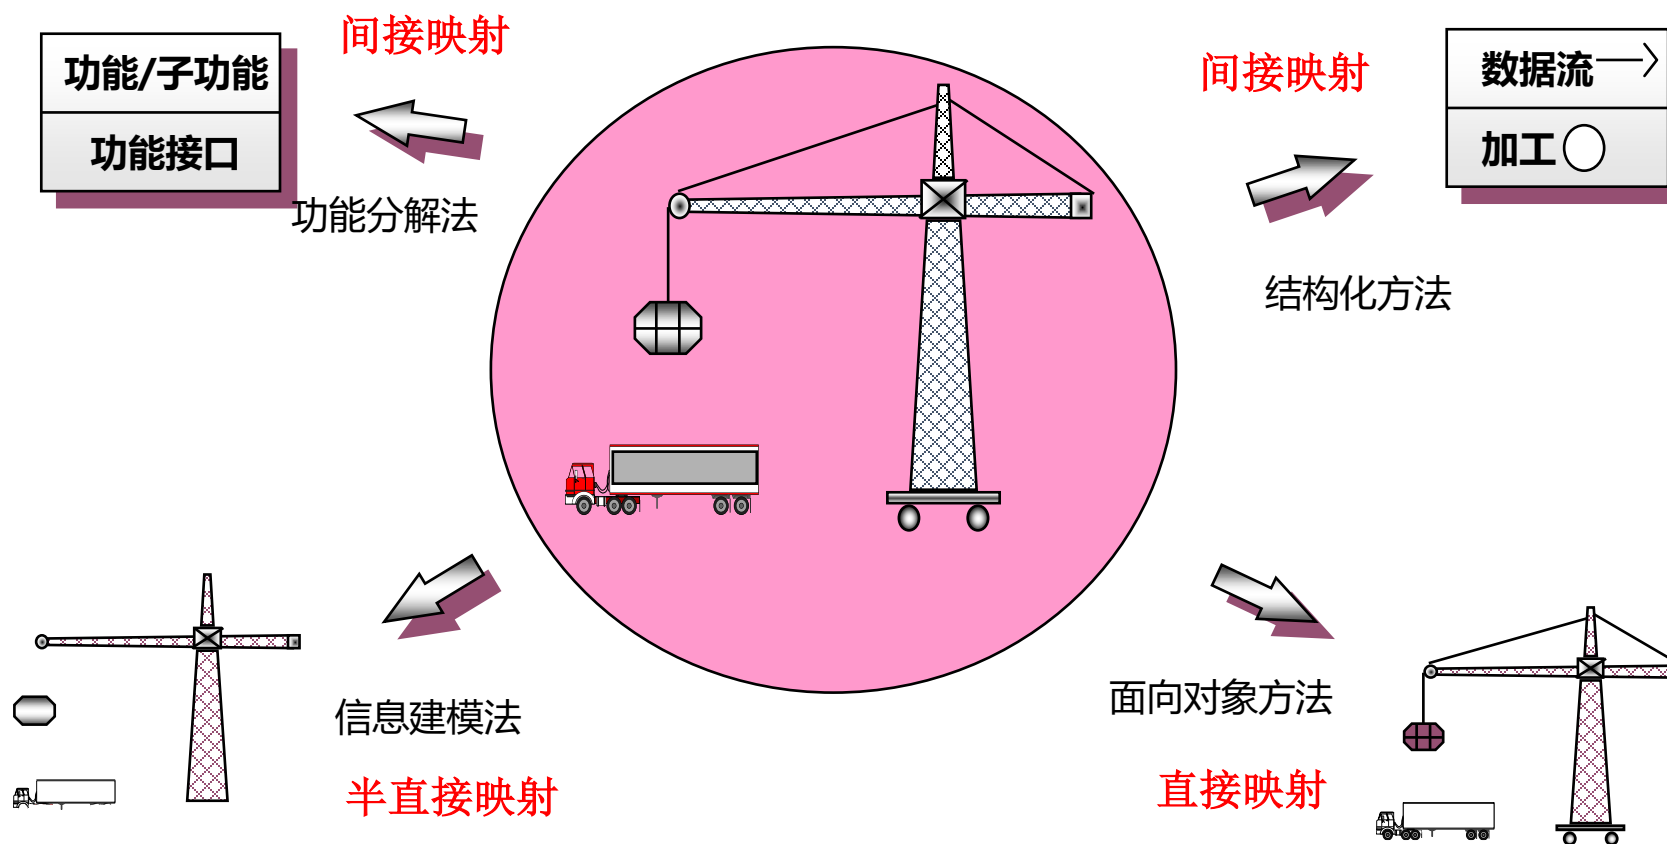 间接映射
功能/子功能
功能接口
功能分解法
间接映射
数据流
加工
结构化方法
信息建模法
半直接映射
面向对象方法
直接映射